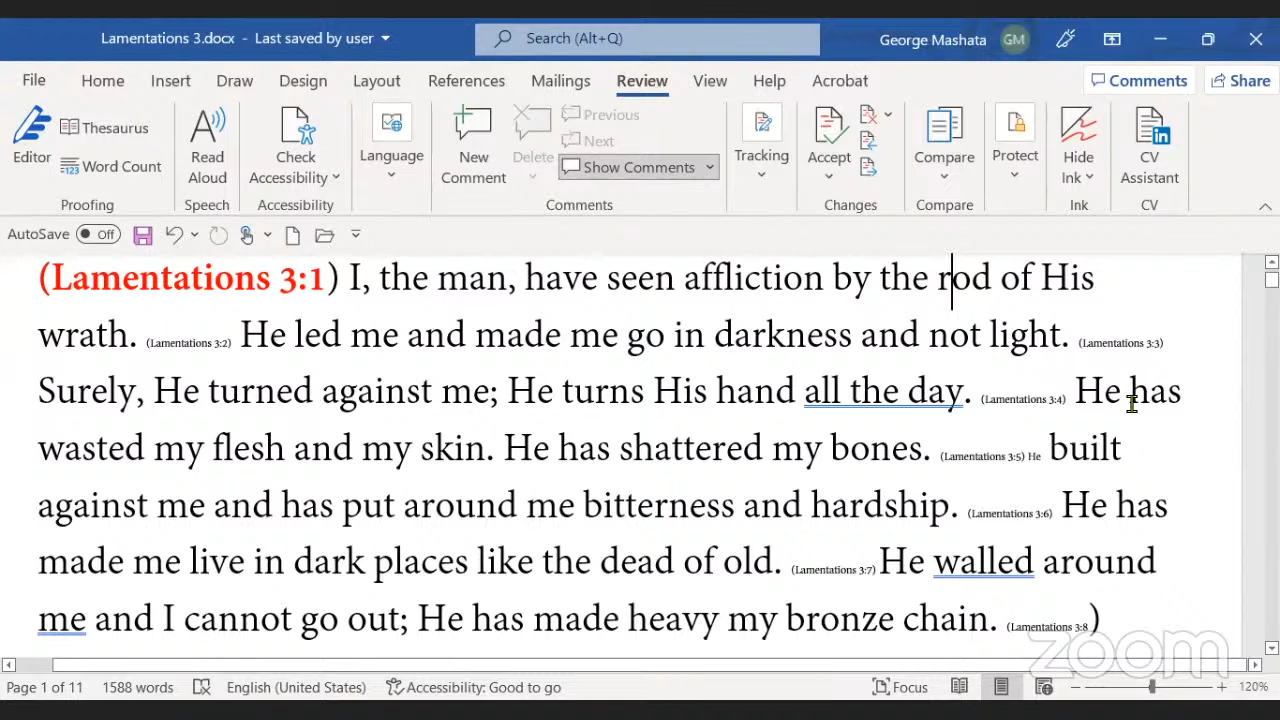 Lamentations 3.docx - Last saved by user
Search (Alt+Q)
George Mashata GM
File Home Insert Draw Design Layout References Mailings Review View Help Acrobat Comments Share
Editor Thesaurus Word Count Proofing
Read Aloud Speech
Check Accessibility Accessibility
Language
New Comment Delete Previous Next Show Comments Comments
Tracking
Accept Changes
Compare Compare
Protect
Hide Ink Ink
CV Assistant CV
AutoSave Off
(Lamentations 3:1) I, the man, have seen affliction by the rod of His
wrath. (Lamentations 3:2) He led me and made me go in darkness and not light. (Lamentations 3:3)
Surely, He turned against me; He turns His hand all the day. (Lamentations 3:4) He has
wasted my flesh and my skin. He has shattered my bones. (Lamentations 3:5) He built
against me and has put around me bitterness and hardship. (Lamentations 3:6) He has
made me live in dark places like the dead of old. (Lamentations 3:7) He walled around
me and I cannot go out; He has made heavy my bronze chain. (Lamentations 3:8)
zoom
Page 1 of 11 1588 words English (United States) Accessibility: Good to go Focus 120%